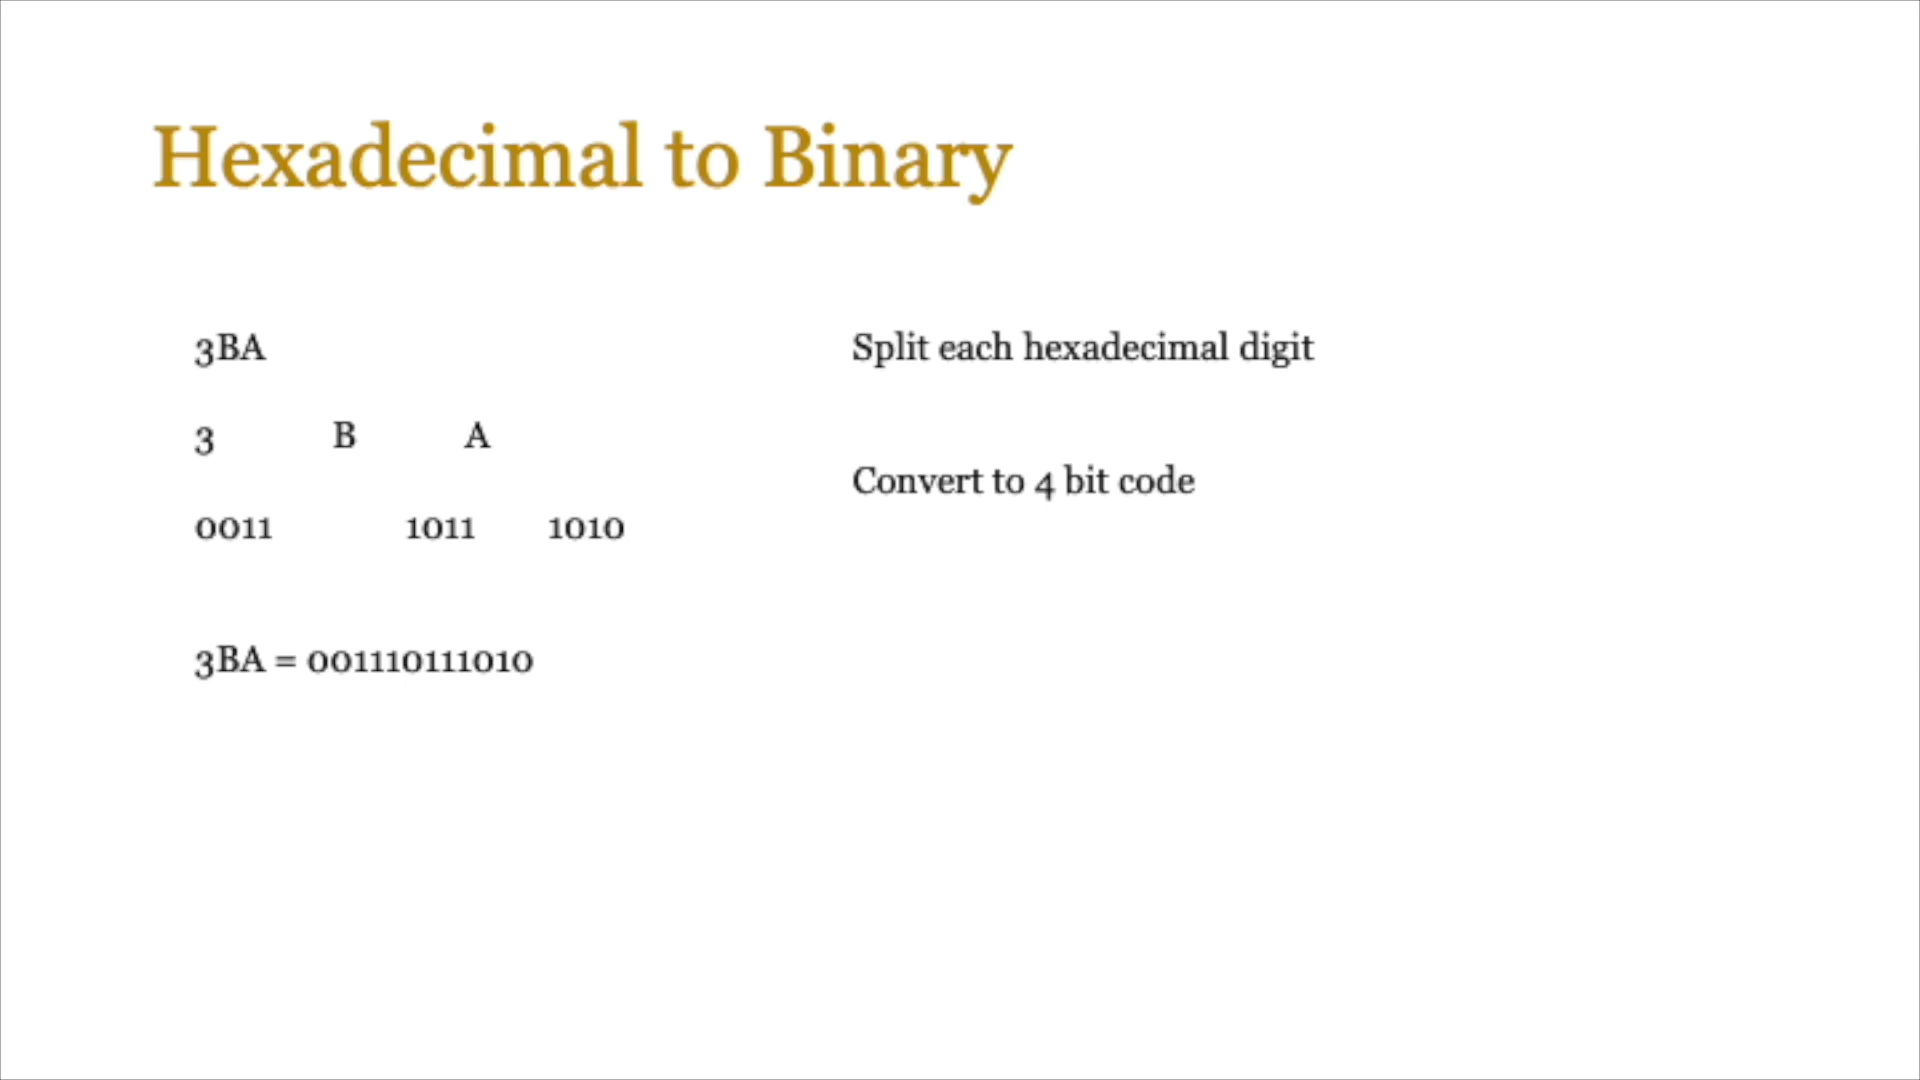 Hexadecimal to Binary
3BA
Split each hexadecimal digit
3 B A
Convert to 4 bit code
0011 1011 1010
3BA = 001110111010